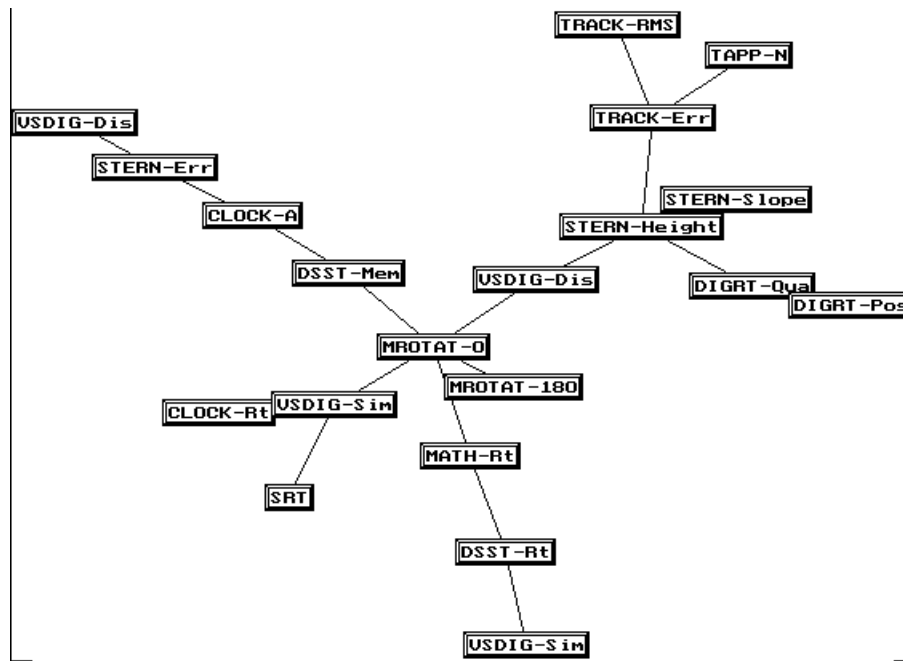 TRACK-RMS
TAPP-N
TRACK-Err
VSDIG-Dis
STERN-Err
STERN-Slope
CLOCK-A
STERN-Height
DSST-Mem
VSDIG-Dis
DIGRT-Qua
DIGRT-Pos
MROTAT-O
MROTAT-180
VSDIG-Sim
CLOCK-Rt
MATH-Rt
SRT
DSST-Rt
VSDIG-Sim